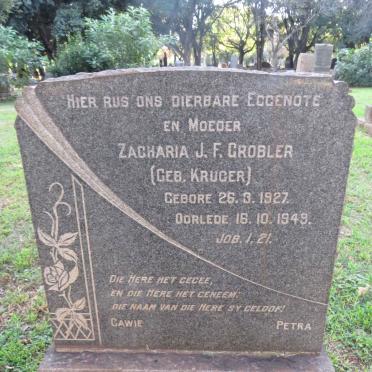 HIER RUS ONS DIERBARE EGGENOTE
EN MOEDER
ZACHARIA J. F. GROBLER
(GEB. KRUGER)
GEBORE 26. 3. 1927.
OORLEDE 16. 10. 1949.
JOB. 1, 21.
DIE HERE HET GEGEE,
EN DIE HERE HET GENEEM:
DIE NAAM VAN DIE HERE SY GELOOF!
GAWIE PETRA